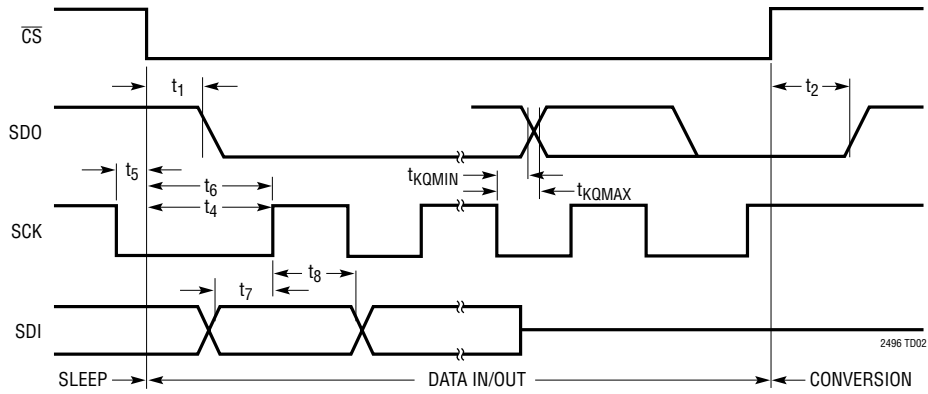 CS
t1
t2
SDO
t5
t6
tKQMIN
tKQMAX
t4
SCK
t8
t7
SDI
2496 TD02
SLEEP
DATA IN/OUT
CONVERSION